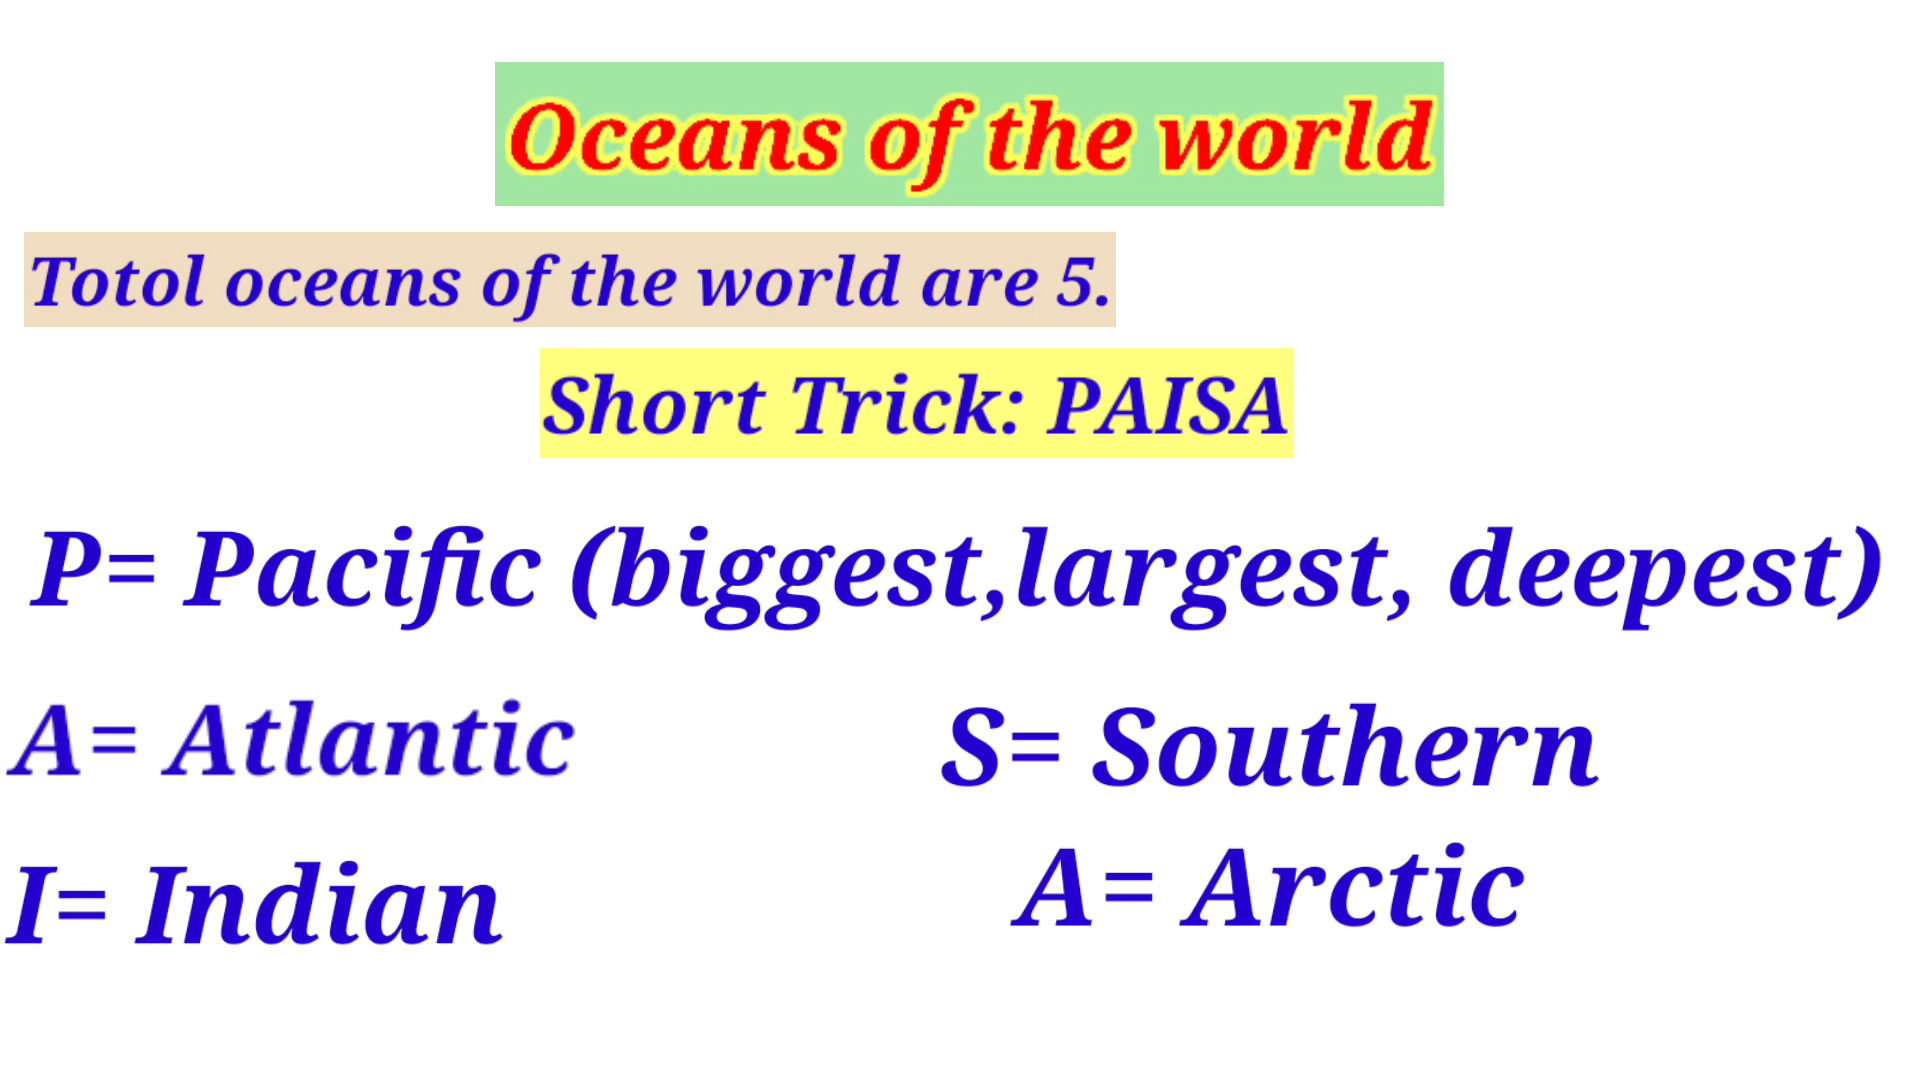 Oceans of the world
Totol oceans of the world are 5.
Short Trick: PAISA
P= Pacific (biggest,largest, deepest)
A= Atlantic
I= Indian
S= Southern
A= Arctic